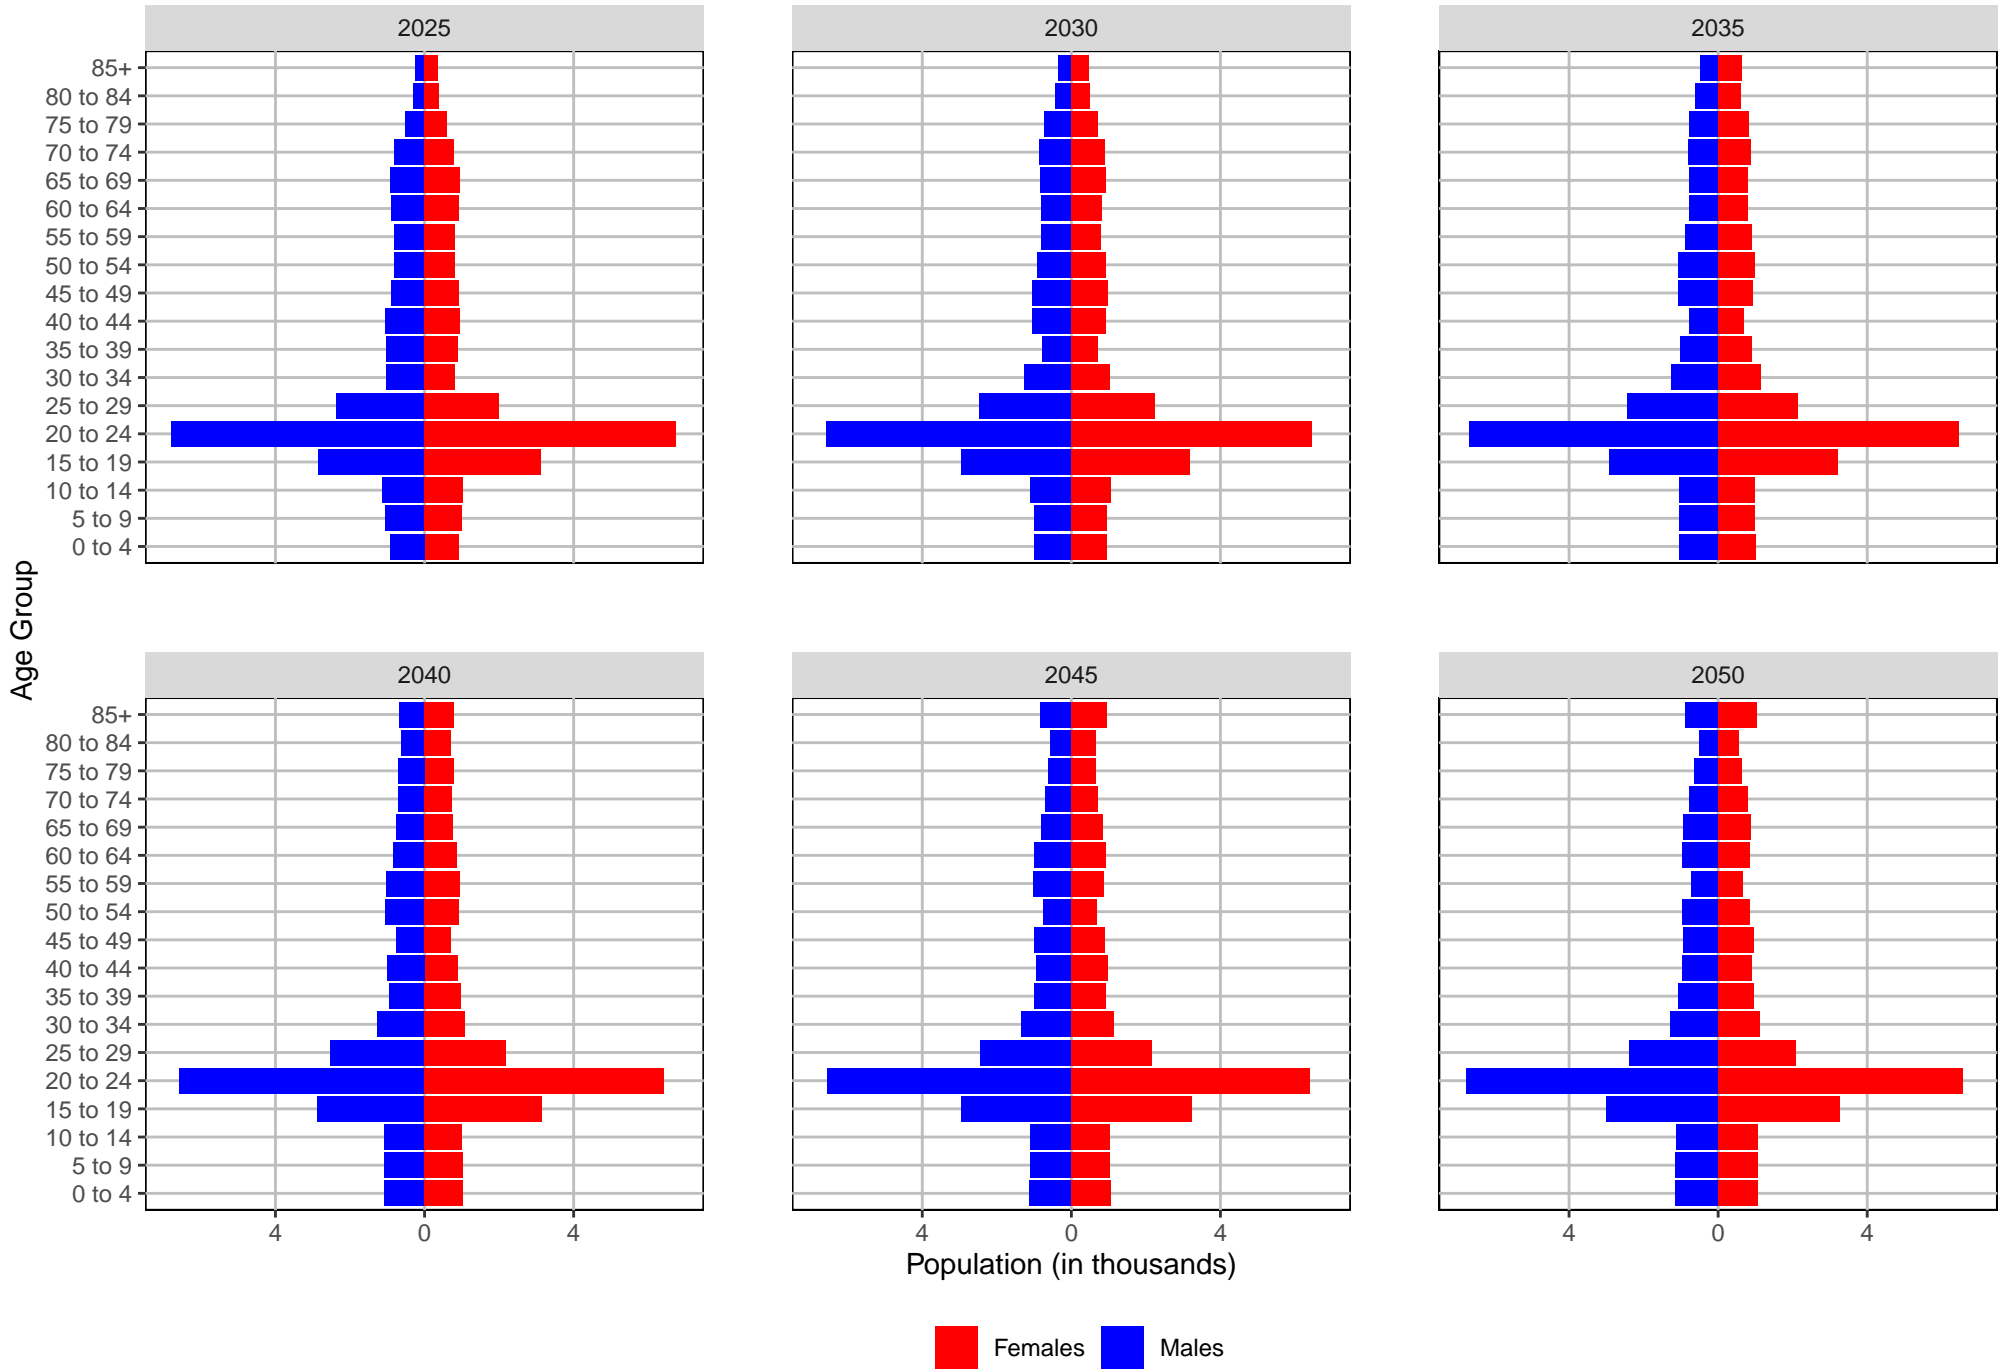 2025
2030
2035
85+
80 to 84
75 to 79
70 to 74
65 to 69
60 to 64
55 to 59
50 to 54
45 to 49
40 to 44
35 to 39
30 to 34
25 to 29
20 to 24
15 to 19
10 to 14
5 to 9
0 to 4
Age Group
2040
2045
2050
85+
80 to 84
75 to 79
70 to 74
65 to 69
60 to 64
55 to 59
50 to 54
45 to 49
40 to 44
35 to 39
30 to 34
25 to 29
20 to 24
15 to 19
10 to 14
5 to 9
0 to 4
4 0 4
4 0 4
4 0 4
Population (in thousands)
Females Males